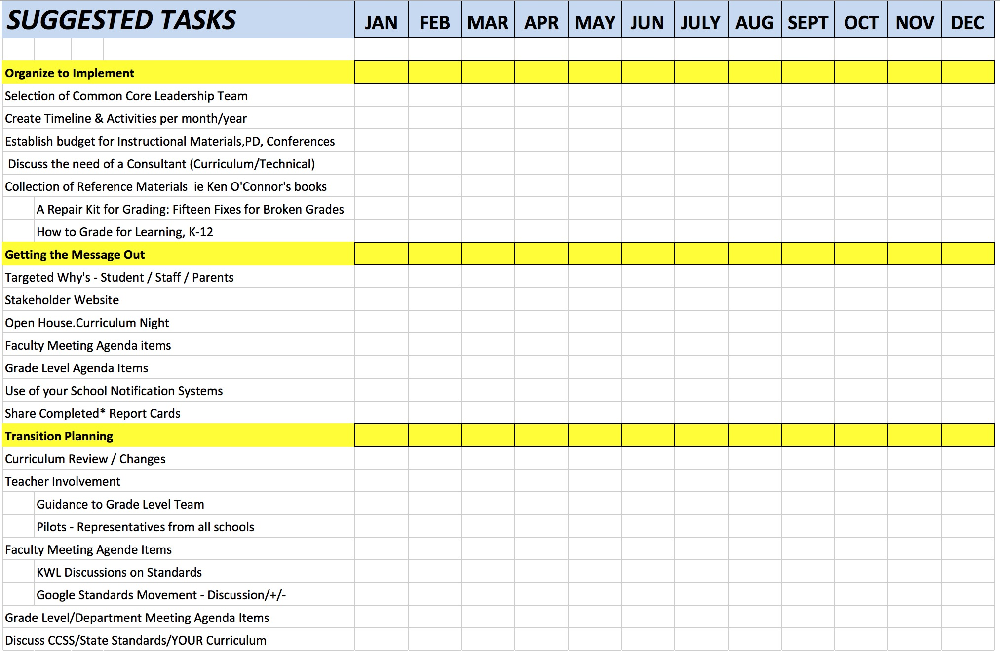 SUGGESTED TASKS JAN FEB MAR APR MAY JUN JULY AUG SEPT OCT NOV DEC
Organize to Implement
Selection of Common Core Leadership Team
Create Timeline & Activities per month/year
Establish budget for Instructional Materials,PD, Conferences
Discuss the need of a Consultant (Curriculum/Technical)
Collection of Reference Materials  ie Ken O'Connor's books
A Repair Kit for Grading: Fifteen Fixes for Broken Grades
How to Grade for Learning, K-12
Getting the Message Out
Targeted Why's - Student / Staff / Parents
Stakeholder Website
Open House.Curriculum Night
Faculty Meeting Agenda items
Grade Level Agenda Items
Use of your School Notification Systems
Share Completed* Report Cards
Transition Planning
Curriculum Review / Changes
Teacher Involvement
Guidance to Grade Level Team
Pilots - Representatives from all schools
Faculty Meeting Agende Items
KWL Discussions on Standards
Google Standards Movement - Discussion/+/-
Grade Level/Department Meeting Agenda Items
Discuss CCSS/State Standards/YOUR Curriculum